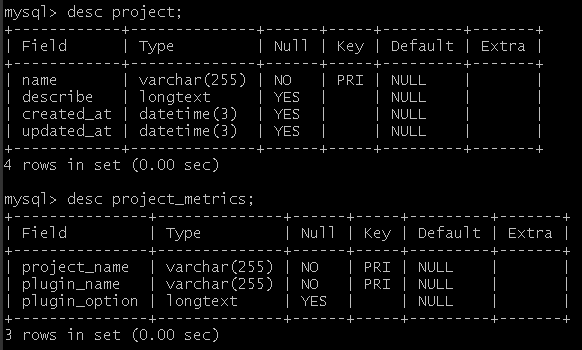 mysql> desc project;
+------------+--------------+------+-----+---------+-------+
| Field      | Type         | Null | Key | Default | Extra |
+------------+--------------+------+-----+---------+-------+
| name       | varchar(255) | NO   | PRI | NULL    |       |
| describe   | longtext     | YES  |     | NULL    |       |
| created_at | datetime(3)  | YES  |     | NULL    |       |
| updated_at | datetime(3)  | YES  |     | NULL    |       |
+------------+--------------+------+-----+---------+-------+
4 rows in set (0.00 sec)

mysql> desc project_metrics;
+---------------+--------------+------+-----+---------+-------+
| Field         | Type         | Null | Key | Default | Extra |
+---------------+--------------+------+-----+---------+-------+
| project_name  | varchar(255) | NO   | PRI | NULL    |       |
| plugin_name   | varchar(255) | NO   | PRI | NULL    |       |
| plugin_option | longtext     | YES  |     | NULL    |       |
+---------------+--------------+------+-----+---------+-------+
3 rows in set (0.00 sec)